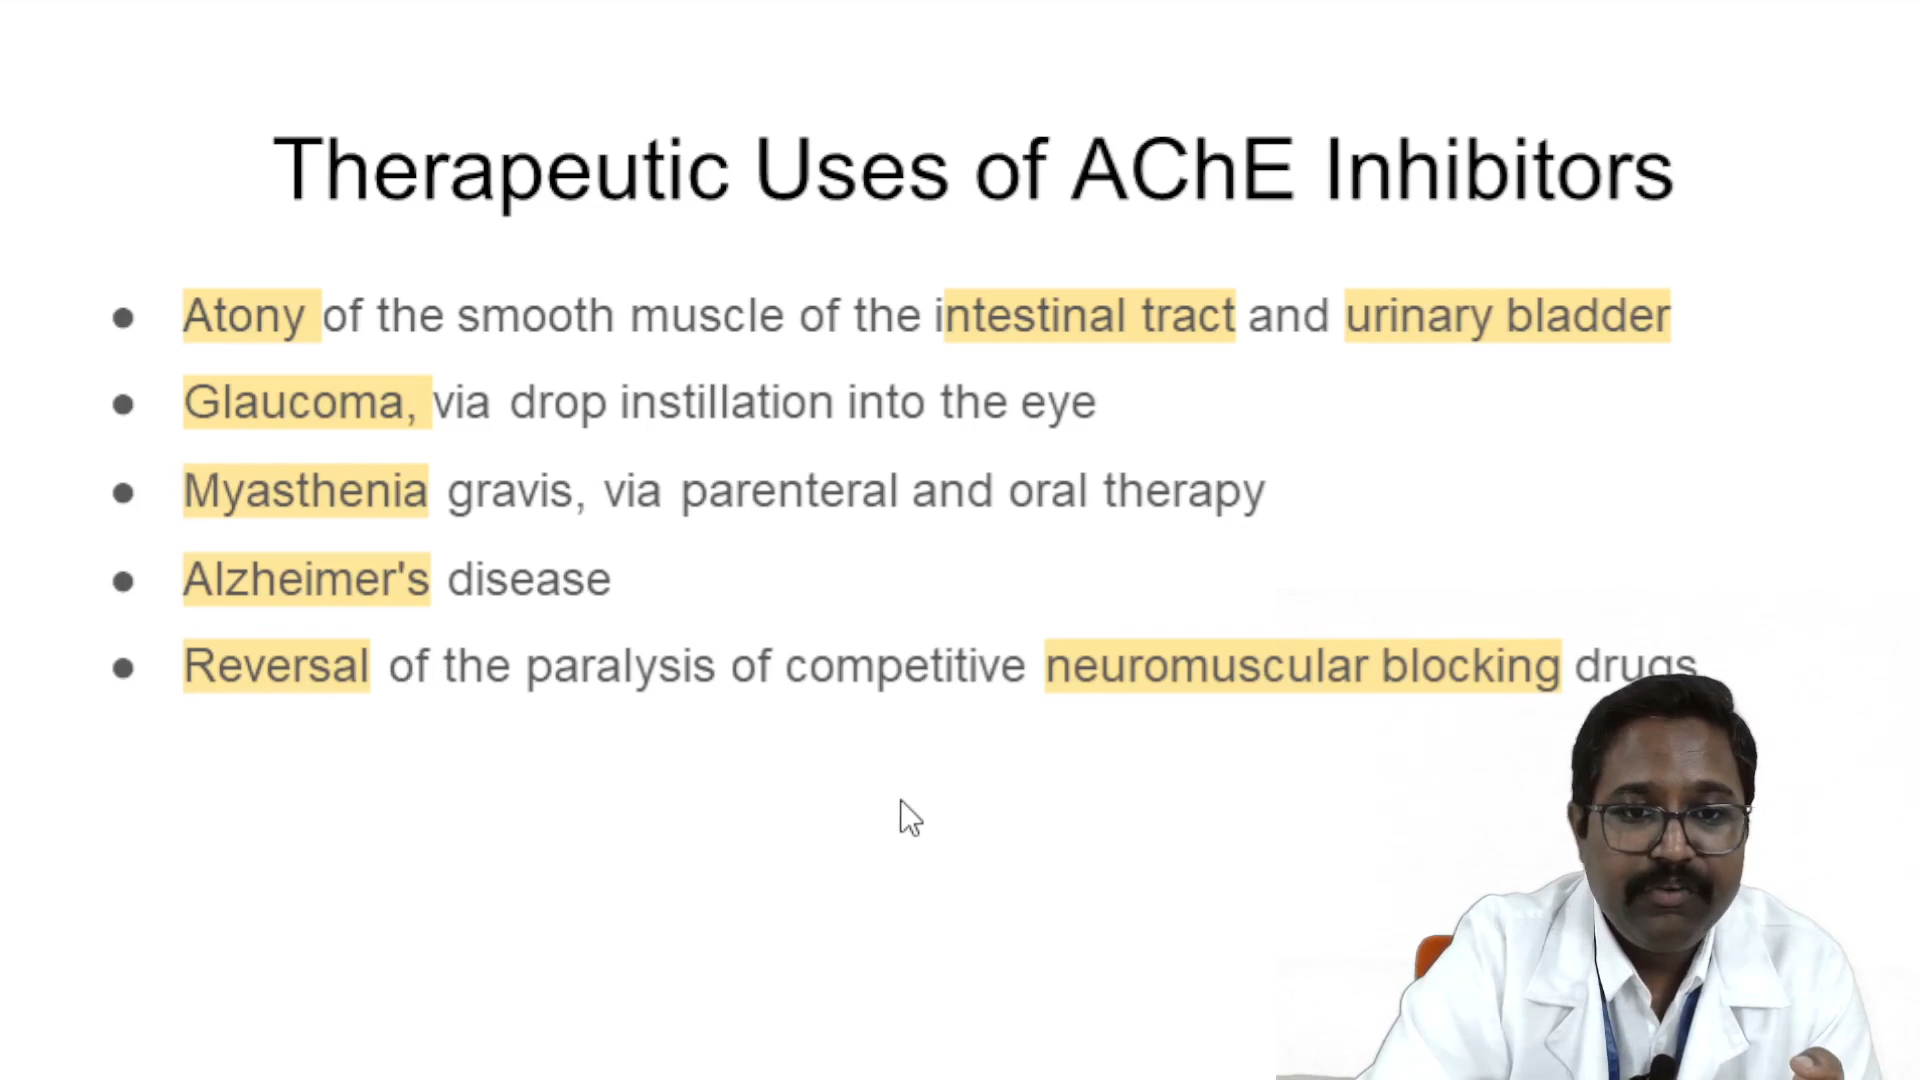 Therapeutic Uses of AChE Inhibitors
● Atony of the smooth muscle of the intestinal tract and urinary bladder
● Glaucoma, via drop instillation into the eye
● Myasthenia gravis, via parenteral and oral therapy
● Alzheimer's disease
● Reversal of the paralysis of competitive neuromuscular blocking drugs